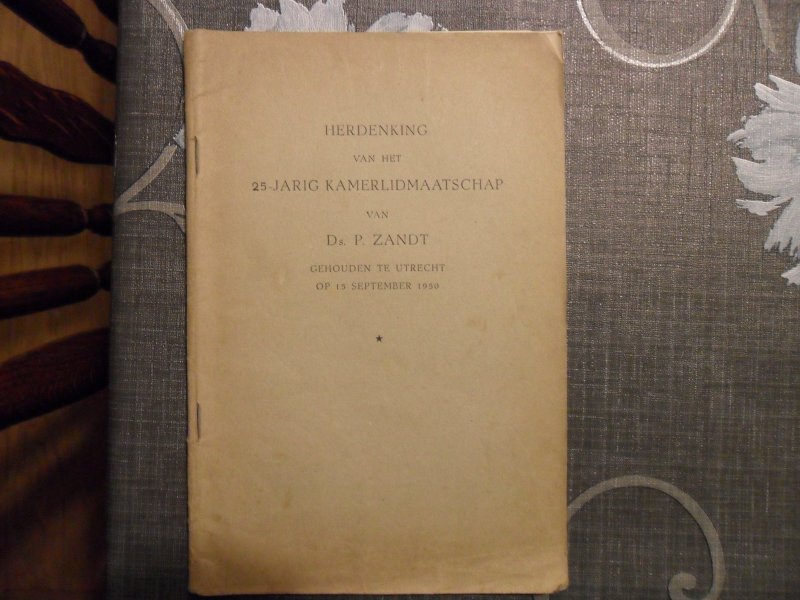 HERDENKING
VAN HET
25-JARIG KAMERLIDMAATSCHAP
VAN
Ds. P. ZANDT
GEHOUDEN TE UTRECHT
OP 15 SEPTEMBER 1950